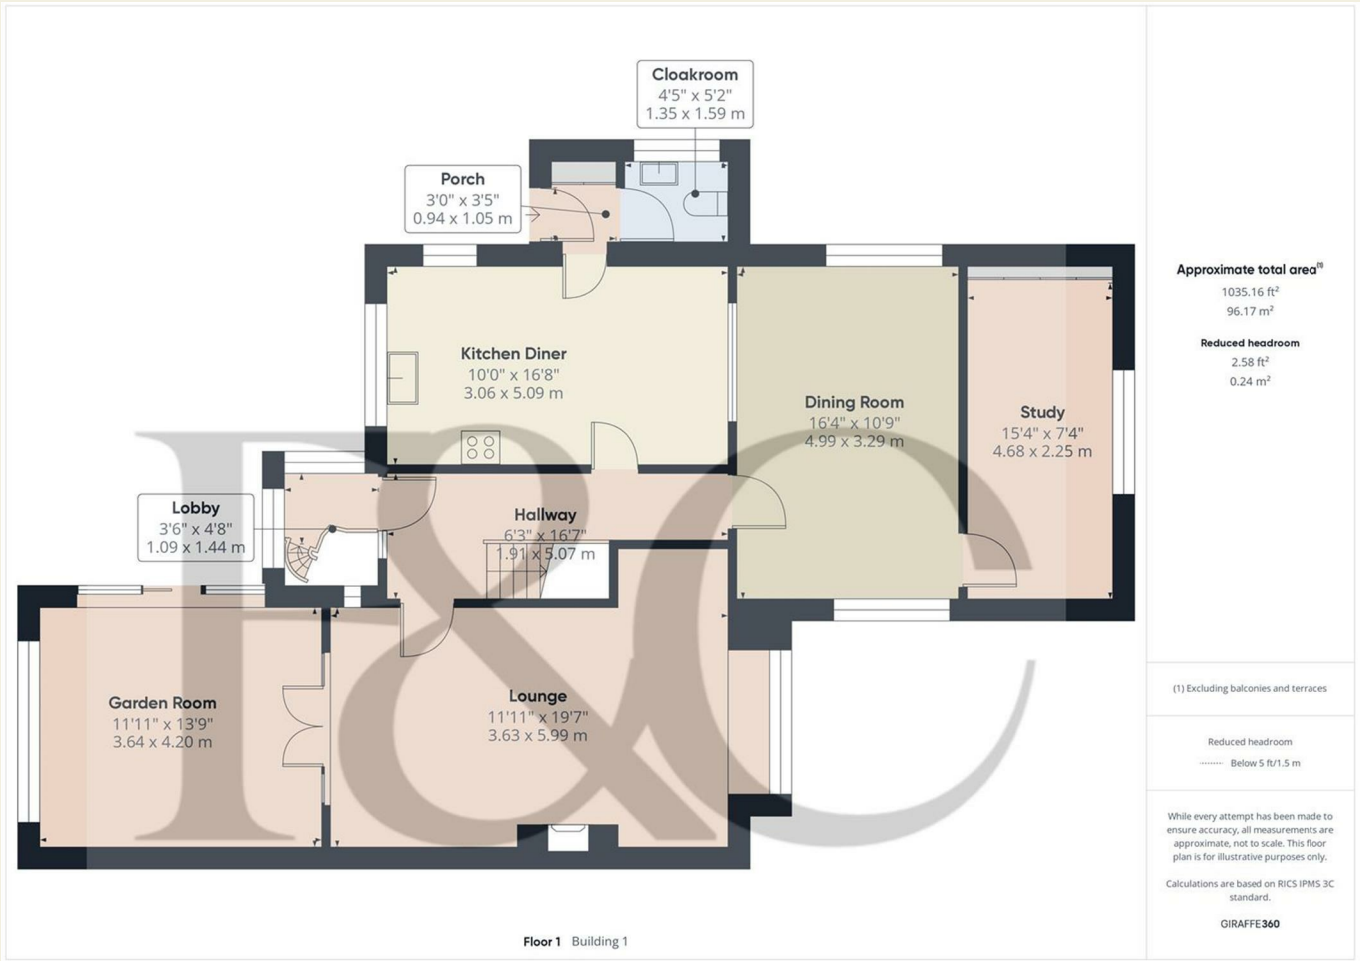 Cloakroom
4'5" x 5'2"
1.35 x 1.59 m
Porch
3'0" x 3'5"
0.94 x 1.05 m
Kitchen Diner
10'0" x 16'8"
3.06 x 5.09 m
Dining Room
16'4" x 10'9"
4.99 x 3.29 m
Study
15'4" x 7'4"
4.68 x 2.25 m
Lobby
3'6" x 4'8"
1.09 x 1.44 m
Hallway
6'3" x 16'7"
1.91 x 5.07 m
Garden Room
11'11" x 13'9"
3.64 x 4.20 m
Lounge
11'11" x 19'7"
3.63 x 5.99 m
F&C
Floor 1 Building 1
Approximate total area(1)
1035.16 ft²
96.17 m²
Reduced headroom
2.58 ft²
0.24 m²
(1) Excluding balconies and terraces
Reduced headroom
Below 5 ft/1.5 m
While every attempt has been made to
ensure accuracy, all measurements are
approximate, not to scale. This floor
plan is for illustrative purposes only.
Calculations are based on RICS IPMS 3C
standard.
GIRAFFE360